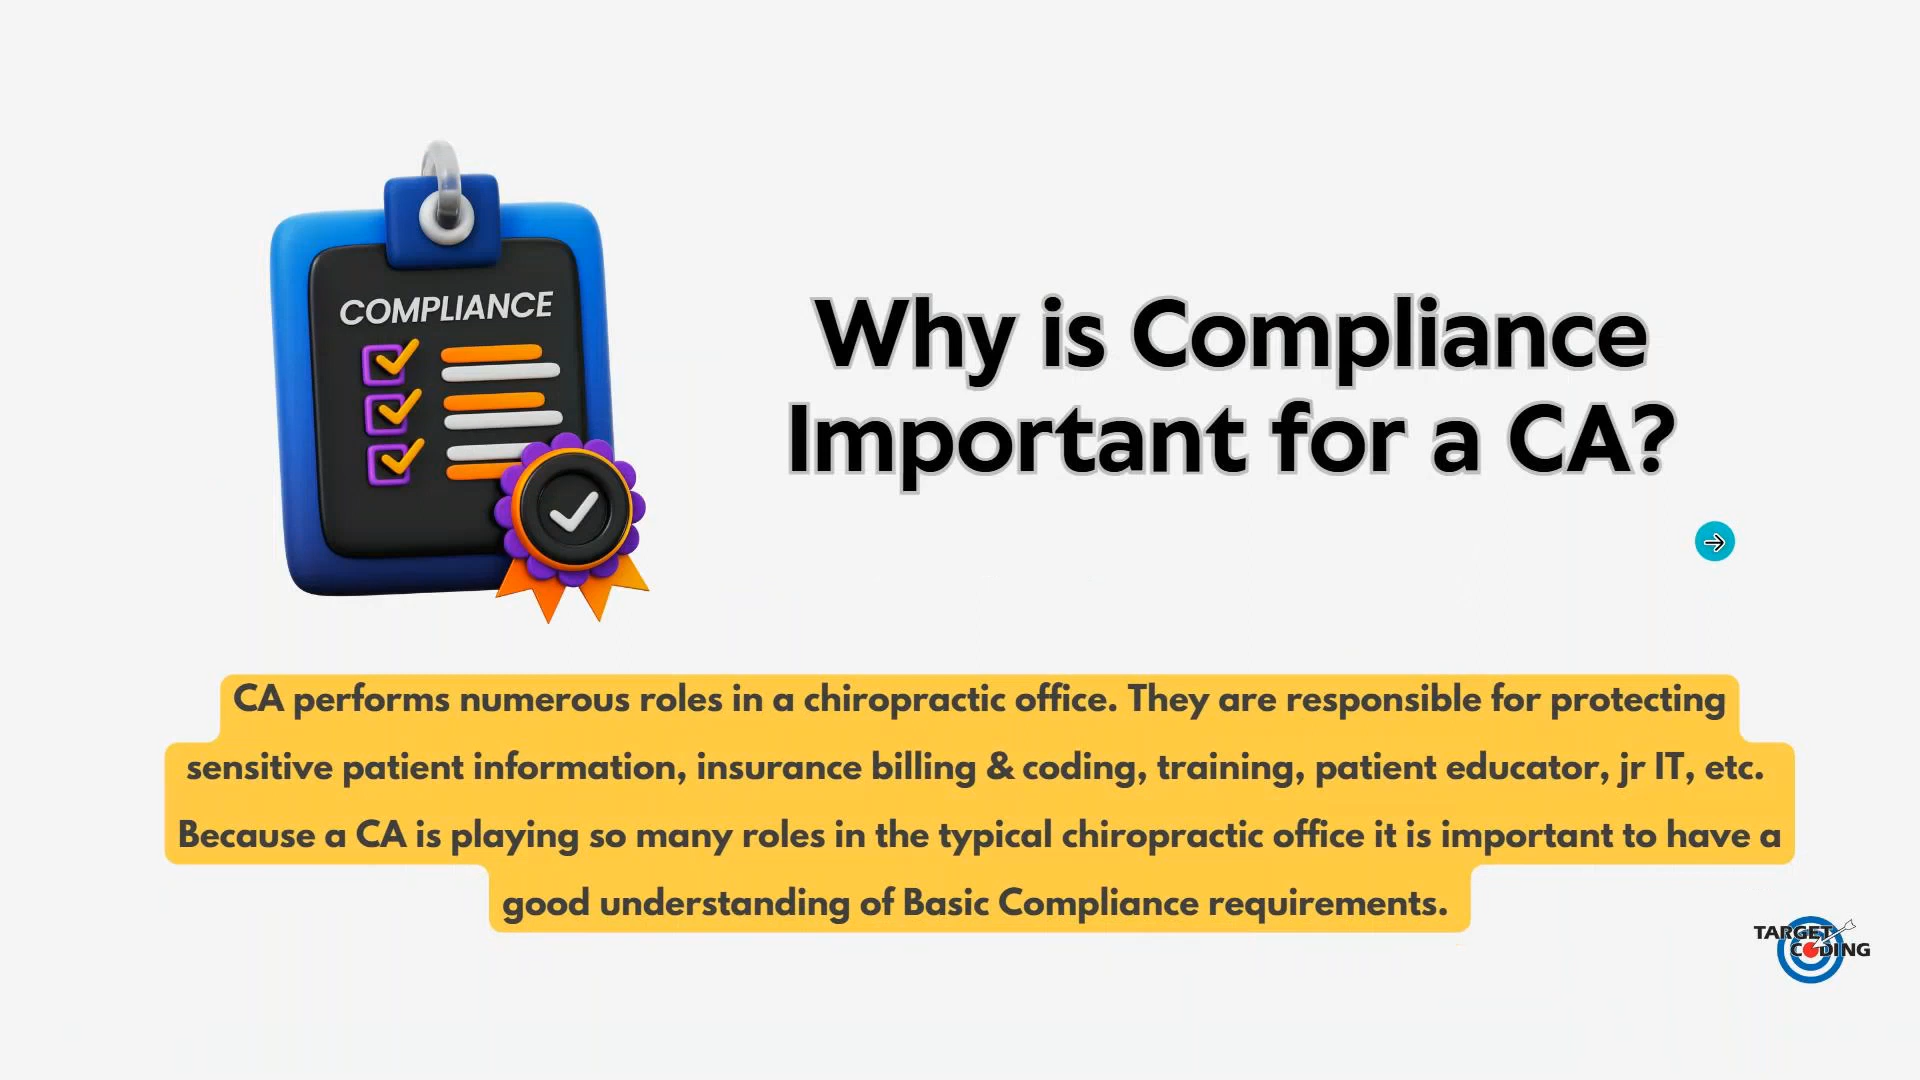 COMPLIANCE
Why is Compliance
Important for a CA?
CA performs numerous roles in a chiropractic office. They are responsible for protecting
sensitive patient information, insurance billing & coding, training, patient educator, jr IT, etc.
Because a CA is playing so many roles in the typical chiropractic office it is important to have a
good understanding of Basic Compliance requirements.
TARGET
CODING